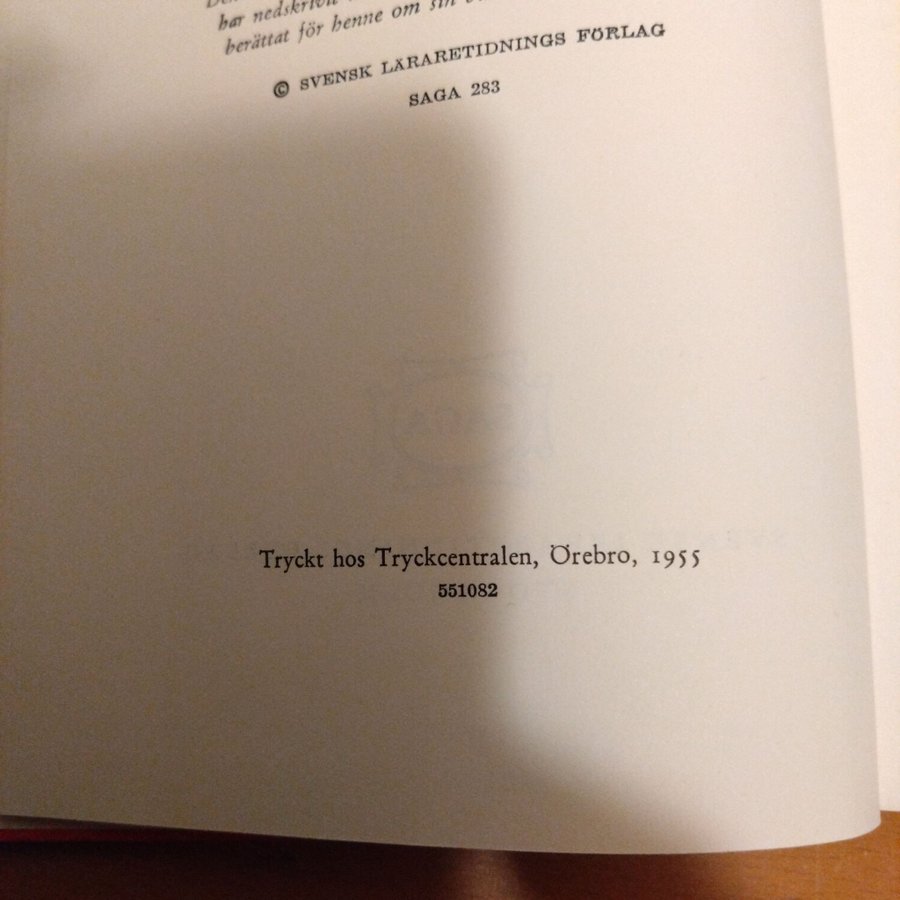 har nedskrivit
berättat för henne om sin
© SVENSK LÄRARETIDNINGS FÖRLAG
SAGA 283
Tryckt hos Tryckcentralen, Örebro, 1955
551082